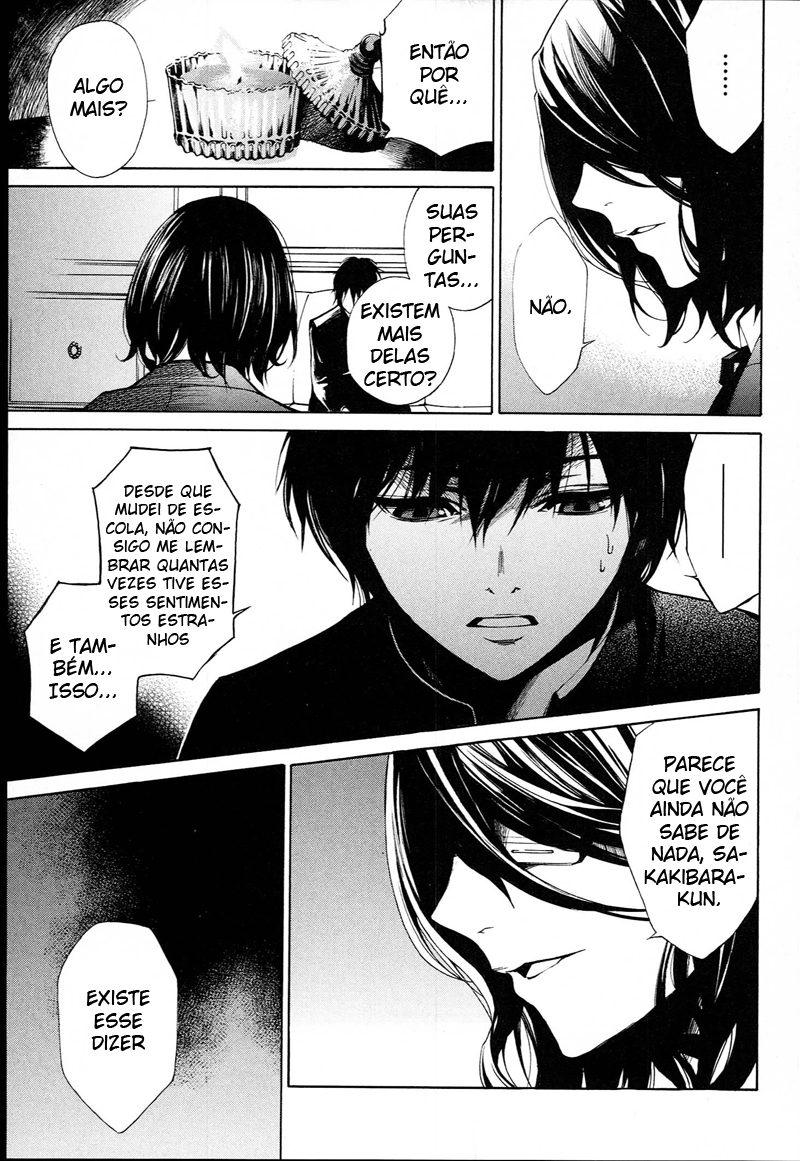 .......
NÃO.
ENTÃO
POR
QUÊ...
ALGO
MAIS?
SUAS
PER-
GUN-
TAS...
EXISTEM
MAIS
DELAS
CERTO?
DESDE QUE
MUDEI DE ES-
COLA, NÃO CON-
SIGO ME LEM-
BRAR QUANTAS
VEZES TIVE ES-
SES SENTIMENTOS
ESTRA-
NHOS
E TAM-
BÉM...
ISSO...
PARECE
QUE VOCÊ
AINDA NÃO
SABE DE
NADA, SA-
KAKIBARA-
KUN.
EXISTE
ESSE
DIZER